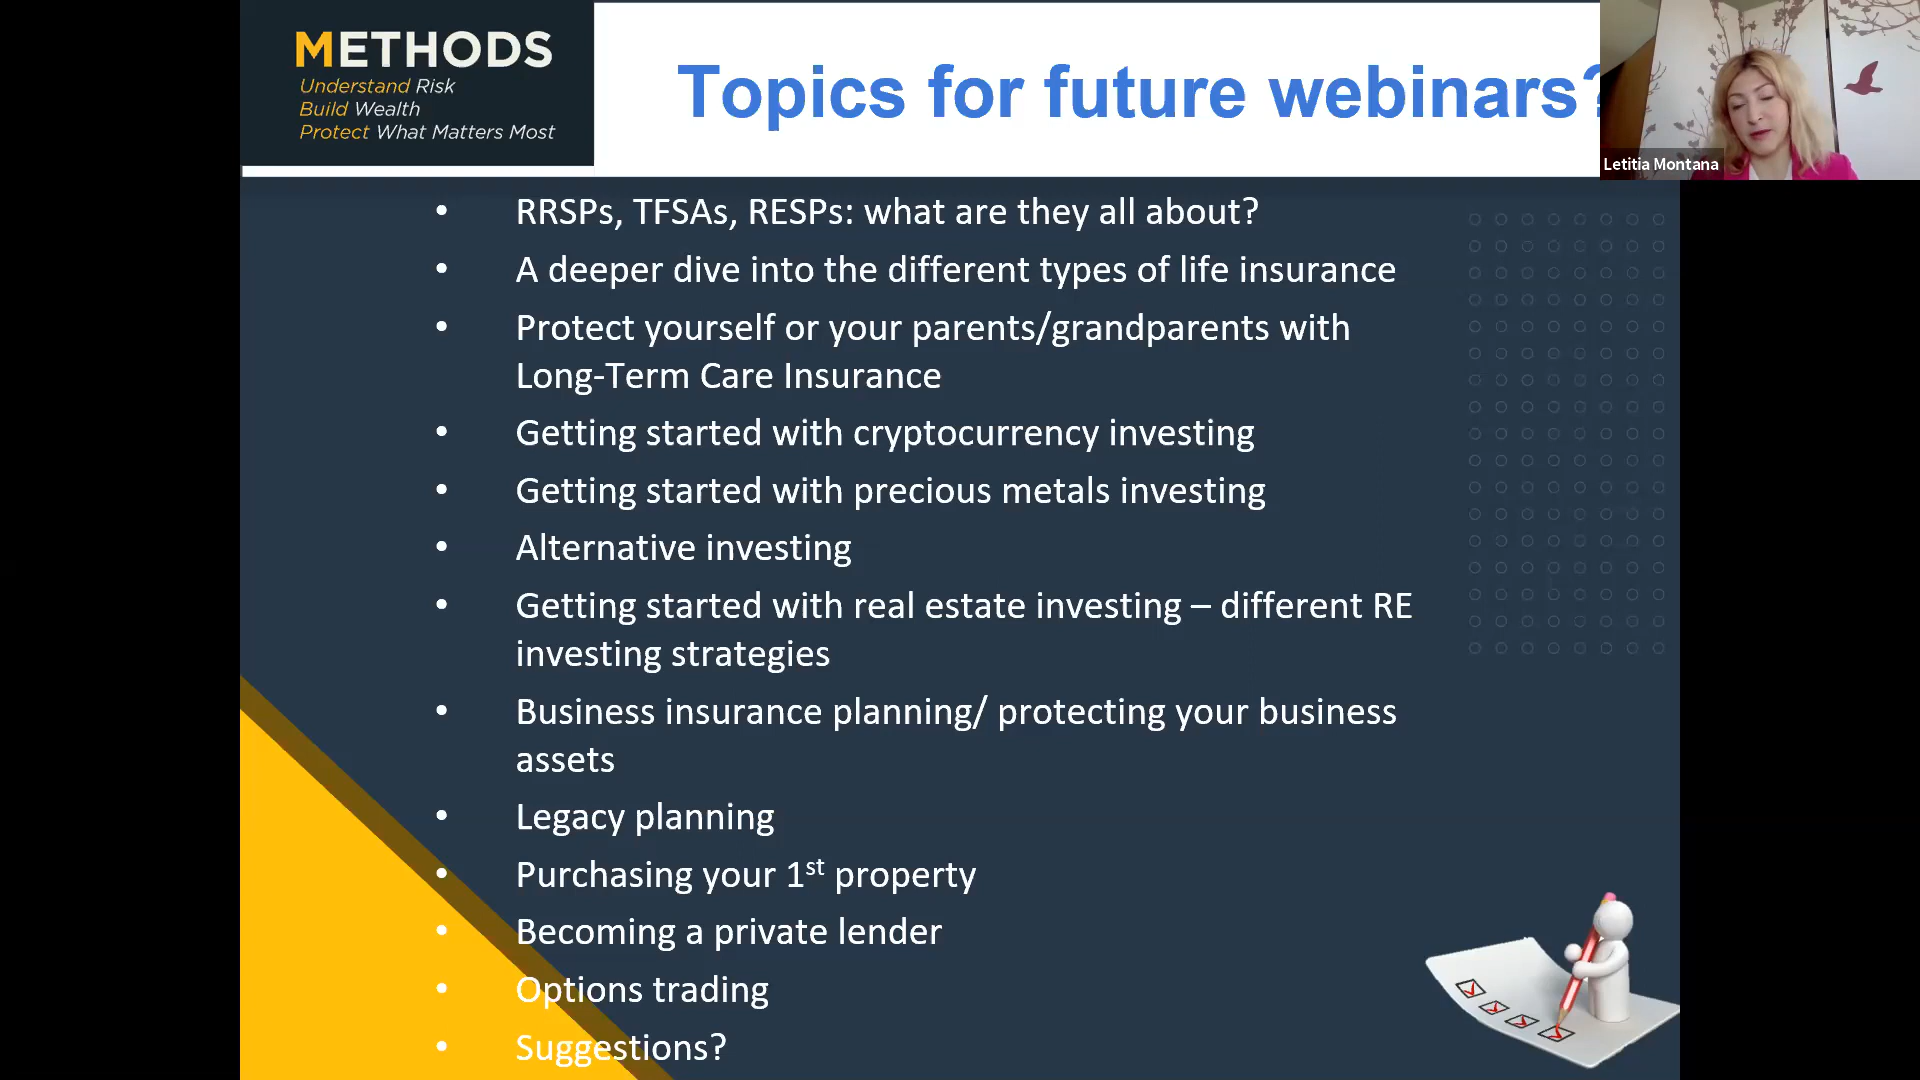 METHODS
Understand Risk
Build Wealth
Protect What Matters Most
Topics for future webinars?
Letitia Montana
• RRSPs, TFSAs, RESPs: what are they all about?
• A deeper dive into the different types of life insurance
• Protect yourself or your parents/grandparents with
Long-Term Care Insurance
• Getting started with cryptocurrency investing
• Getting started with precious metals investing
• Alternative investing
• Getting started with real estate investing – different RE
investing strategies
• Business insurance planning/ protecting your business
assets
• Legacy planning
• Purchasing your 1st property
• Becoming a private lender
• Options trading
• Suggestions?